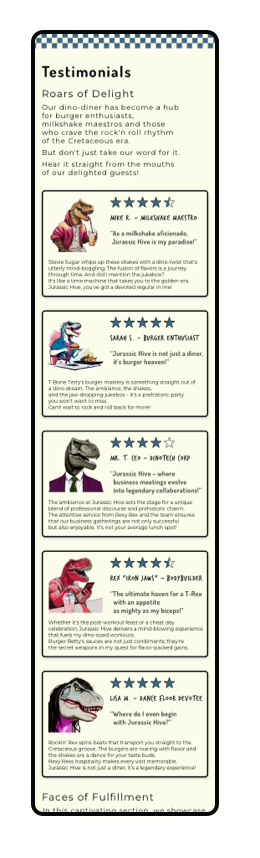 Testimonials
Roars of Delight
Our dino-diner has become a hub
for burger enthusiasts,
milkshake maestros and those
who crave the rock'n roll rhythm
of the Cretaceous era.
But don't just take our word for it.
Hear it straight from the mouths
of our delighted guests!
MIKE R. - MILKSHAKE MAESTRO
"As a milkshake aficionado,
Jurassic Hive is my paradise!"
Stevie Sugar whips up these shakes with a dino-twist that's
utterly mind-boggling. The fusion of flavors is a journey
through time. And did I mention the jukebox?
It's like a time machine that takes you to the golden era.
Jurassic Hive, you've got a devoted regular in me!
SARAH S. - BURGER ENTHUSIAST
"Jurassic Hive is not just a diner,
it's burger heaven!"
T-Bone Terry's burger mastery is something straight out of
a dino dream. The ambiance, the shakes,
and the jaw-dropping jukebox - it's a prehistoric party
you won't want to miss.
Can't wait to rock and roll back for more!
MR. T. CEO - DINOTECH CORP
"Jurassic Hive - where
business meetings evolve
into legendary collaborations!"
The ambiance at Jurassic Hive sets the stage for a unique
blend of professional discourse and prehistoric charm.
The attentive service from Rexy Rex and the team ensures
that our business gatherings are not only successful
but also enjoyable. It's not your average lunch spot!
REX "IRON JAWS" - BODYBUILDER
"The ultimate haven for a T-Rex
with an appetite
as mighty as my biceps!"
Whether it's the post-workout feast or a cheat day
celebration, Jurassic Hive delivers a mind-blowing experience
that fuels my dino-sized workouts.
Burger Betty's sauces are not just condiments; they're
the secret weapons in my quest for flavor-packed gains.
LISA M. - DANCE FLOOR DEVOTEE
"Where do I even begin
with Jurassic Hive?"
Rockin' Rex spins beats that transport you straight to the
Cretaceous groove. The burgers are roaring with flavor and
the shakes are a dance for your taste buds.
Rexy Rees hospitality makes every visit memorable.
Jurassic Hive is not just a diner, it's a legendary experience!
Faces of Fulfillment
In this captivating section, we showcase